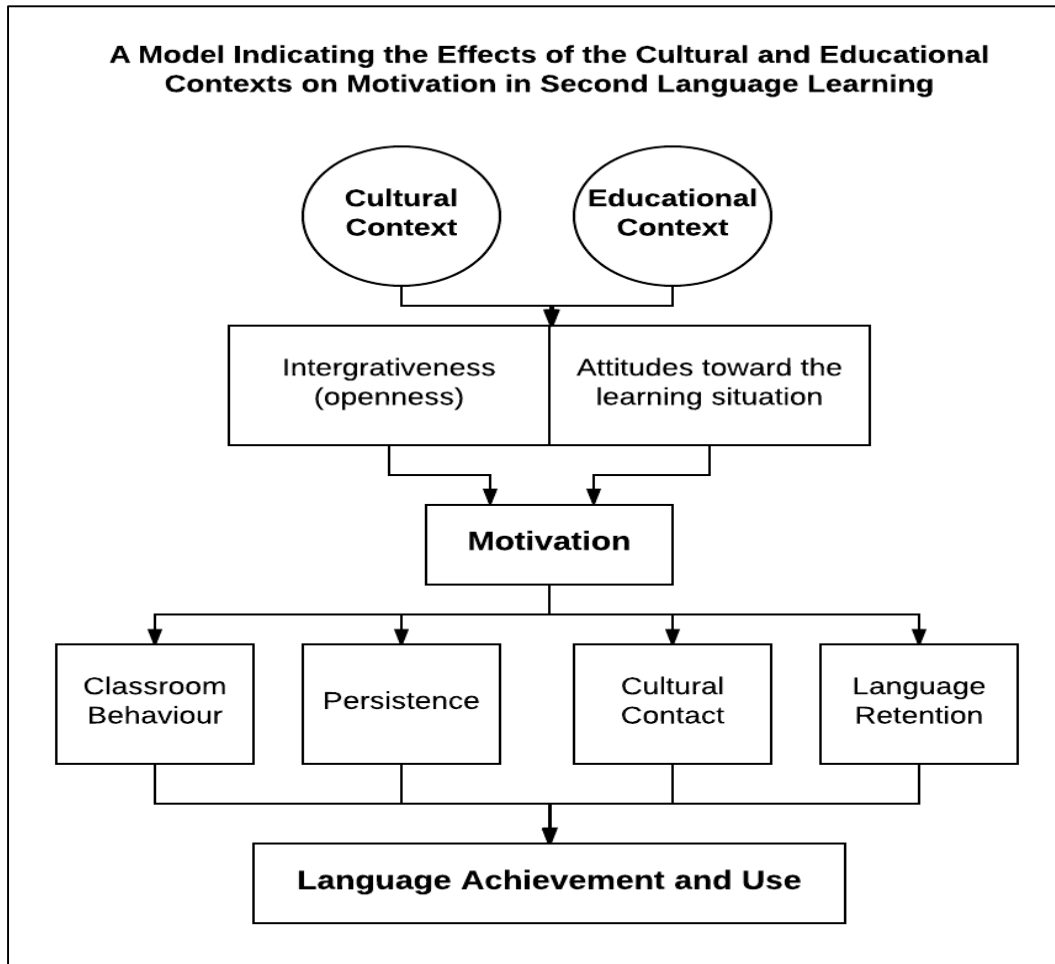 A Model Indicating the Effects of the Cultural and Educational
Contexts on Motivation in Second Language Learning
Cultural
Context
Educational
Context
Intergrativeness
(openness)
Attitudes toward the
learning situation
Motivation
Classroom
Behaviour
Persistence
Cultural
Contact
Language
Retention
Language Achievement and Use